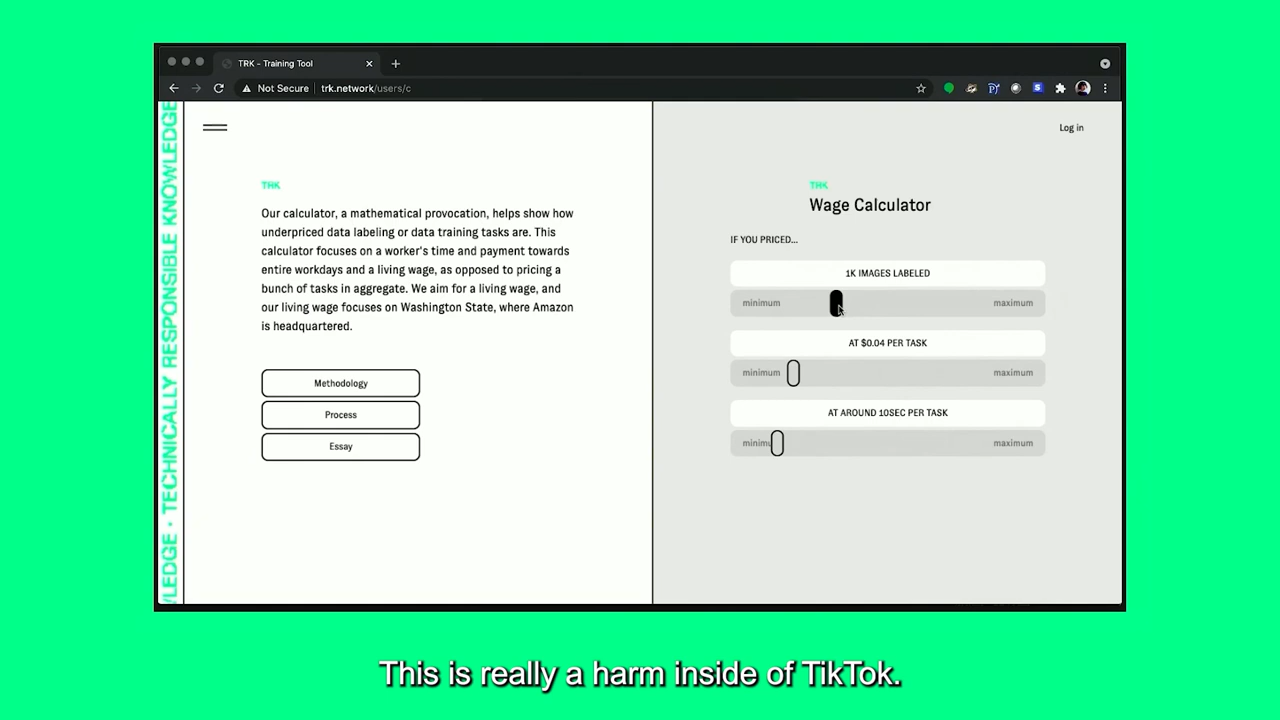 TRK - Training Tool
Not Secure
trk.network/users/c
LEDGE • TECHNICALLY RESPONSIBLE KNOWLEDGE
Log in
TRK
Our calculator, a mathematical provocation, helps show how
underpriced data labeling or data training tasks are. This
calculator focuses on a worker's time and payment towards
entire workdays and a living wage, as opposed to pricing a
bunch of tasks in aggregate. We aim for a living wage, and
our living wage focuses on Washington State, where Amazon
is headquartered.
Methodology
Process
Essay
TRK
Wage Calculator
IF YOU PRICED...
1K IMAGES LABELED
minimum maximum
AT $0.04 PER TASK
minimum maximum
AT AROUND 10SEC PER TASK
minimu maximum
This is really a harm inside of TikTok.